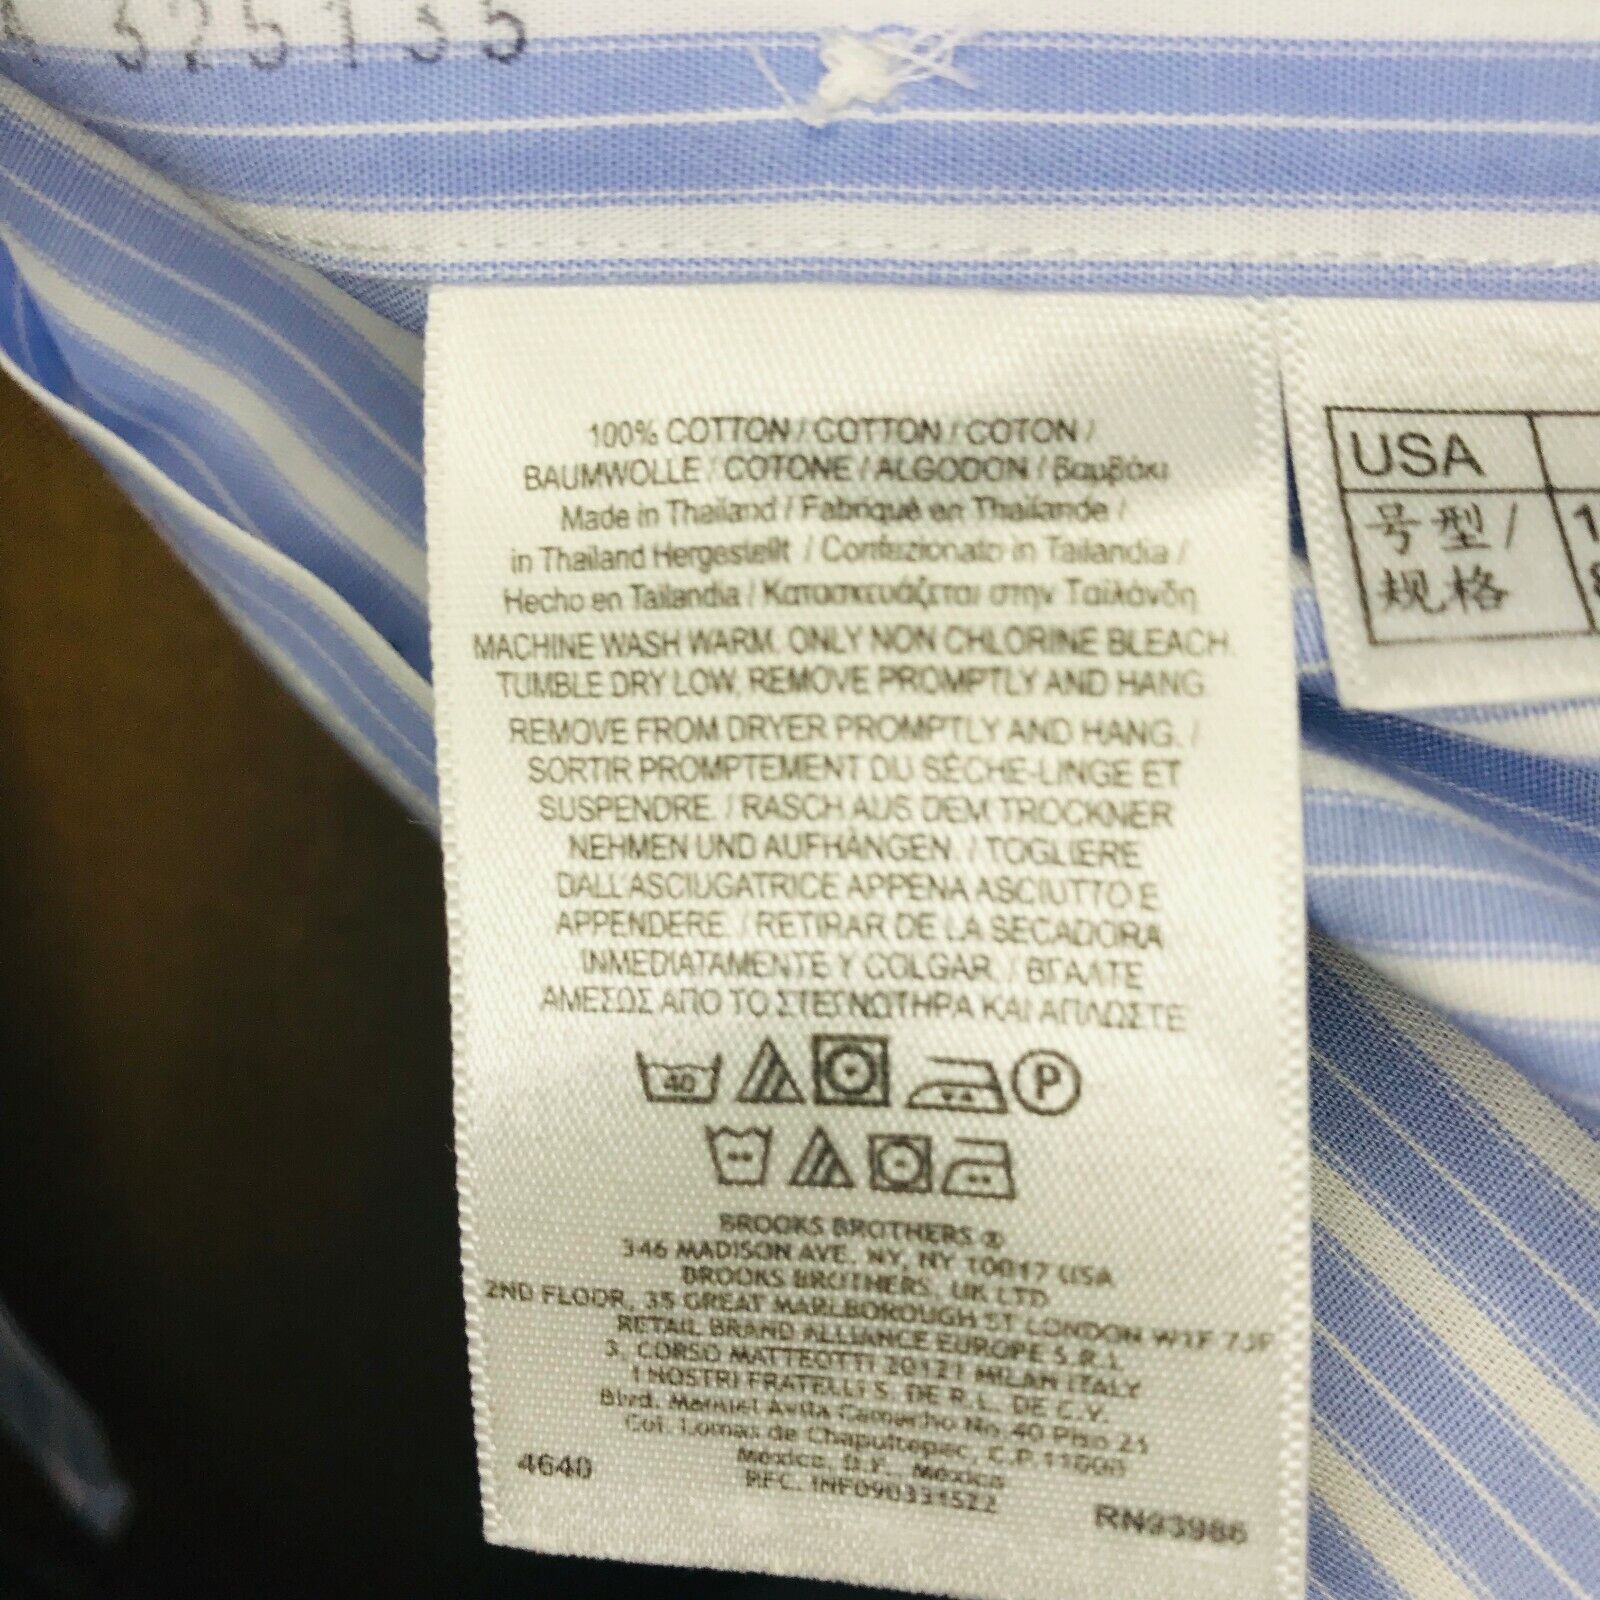 325135
100% COTTON / COTTON / COTON /
BAUMWOLLE / COTONE / ALGODON / βαμβάκι
Made in Thailand / Fabriqué en Thaïlande /
in Thailand Hergestellt / Confezionato in Tailandia /
Hecho en Tailandia / Κατασκευάζεται στην Ταϊλάνδη
MACHINE WASH WARM. ONLY NON CHLORINE BLEACH.
TUMBLE DRY LOW. REMOVE PROMPTLY AND HANG.
REMOVE FROM DRYER PROMPTLY AND HANG. /
SORTIR PROMPTEMENT DU SÈCHE-LINGE ET
SUSPENDRE. / RASCH AUS DEM TROCKNER
NEHMEN UND AUFHÄNGEN. / TOGLIERE
DALL'ASCIUGATRICE APPENA ASCIUTTO E
APPENDERE. / RETIRAR DE LA SECADORA
INMEDIATAMENTE Y COLGAR. / ΒΓΑΛΤΕ
ΑΜΕΣΩΣ ΑΠΟ ΤΟ ΣΤΕΓΝΩΤΗΡΑ ΚΑΙ ΑΠΛΩΣΤΕ
40 P
BROOKS BROTHERS ®
346 MADISON AVE. NY, NY 10017 USA
BROOKS BROTHERS, UK LTD
2ND FLOOR, 35 GREAT MARLBOROUGH ST LONDON W1F 7JF
RETAIL BRAND ALLIANCE EUROPE S.R.L
3, CORSO MATTEOTTI 20121 MILAN ITALY
I NOSTRI FRATELLI S. DE R.L. DE C.V.
Blvd. Manuel Avila Camacho No. 40 Piso 21
Col. Lomas de Chapultepec, C.P. 11000
Mexico, D.F., Mexico
RFC. INF090331522
4640
RN93986
USA
号型/
规格